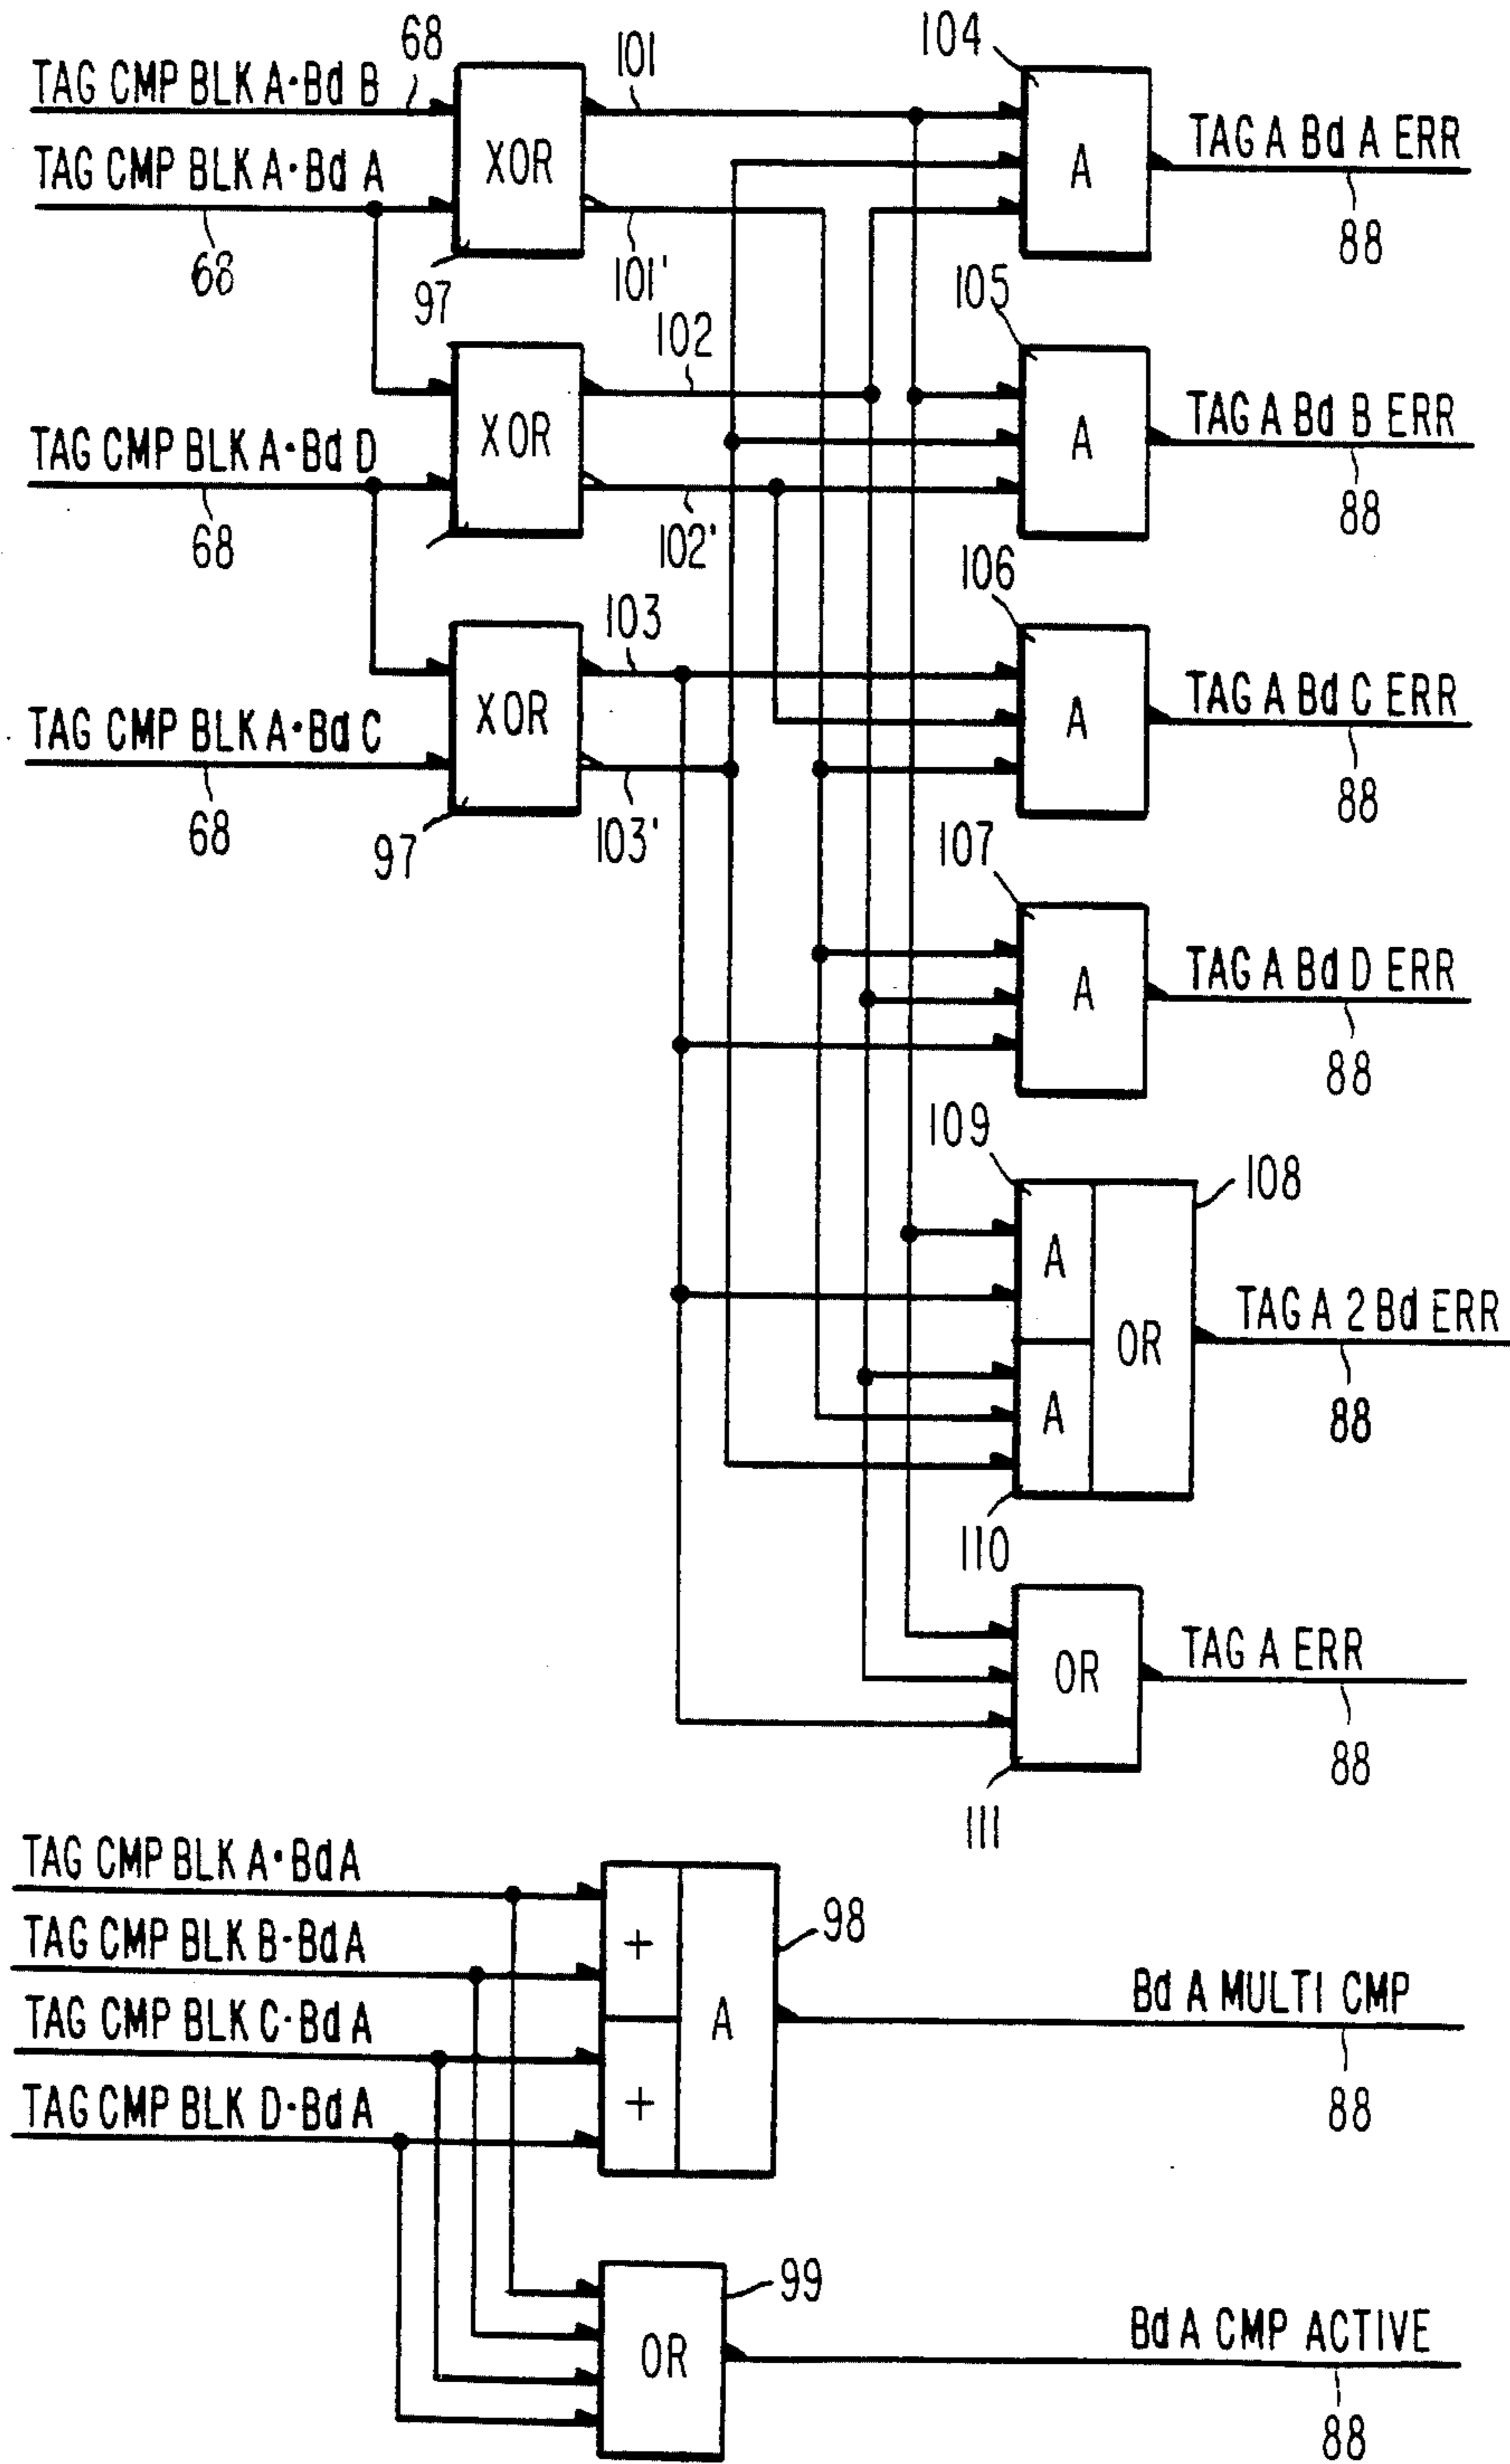 68
TAG CMP BLK A·Bd B
101
104
XOR
A
TAG A Bd A ERR
TAG CMP BLK A·Bd A
68
97
101'
88
105
102
XOR
A
TAG A Bd B ERR
TAG CMP BLK A·Bd D
68
102'
88
106
103
XOR
A
TAG A Bd C ERR
TAG CMP BLK A·Bd C
68
97
103'
88
107
A
TAG A Bd D ERR
88
109
108
A
OR
TAG A 2 Bd ERR
A
88
110
OR
TAG A ERR
88
111
TAG CMP BLK A·Bd A
98
+
TAG CMP BLK B·Bd A
A
Bd A MULTI CMP
TAG CMP BLK C·Bd A
+
88
TAG CMP BLK D·Bd A
99
OR
Bd A CMP ACTIVE
88